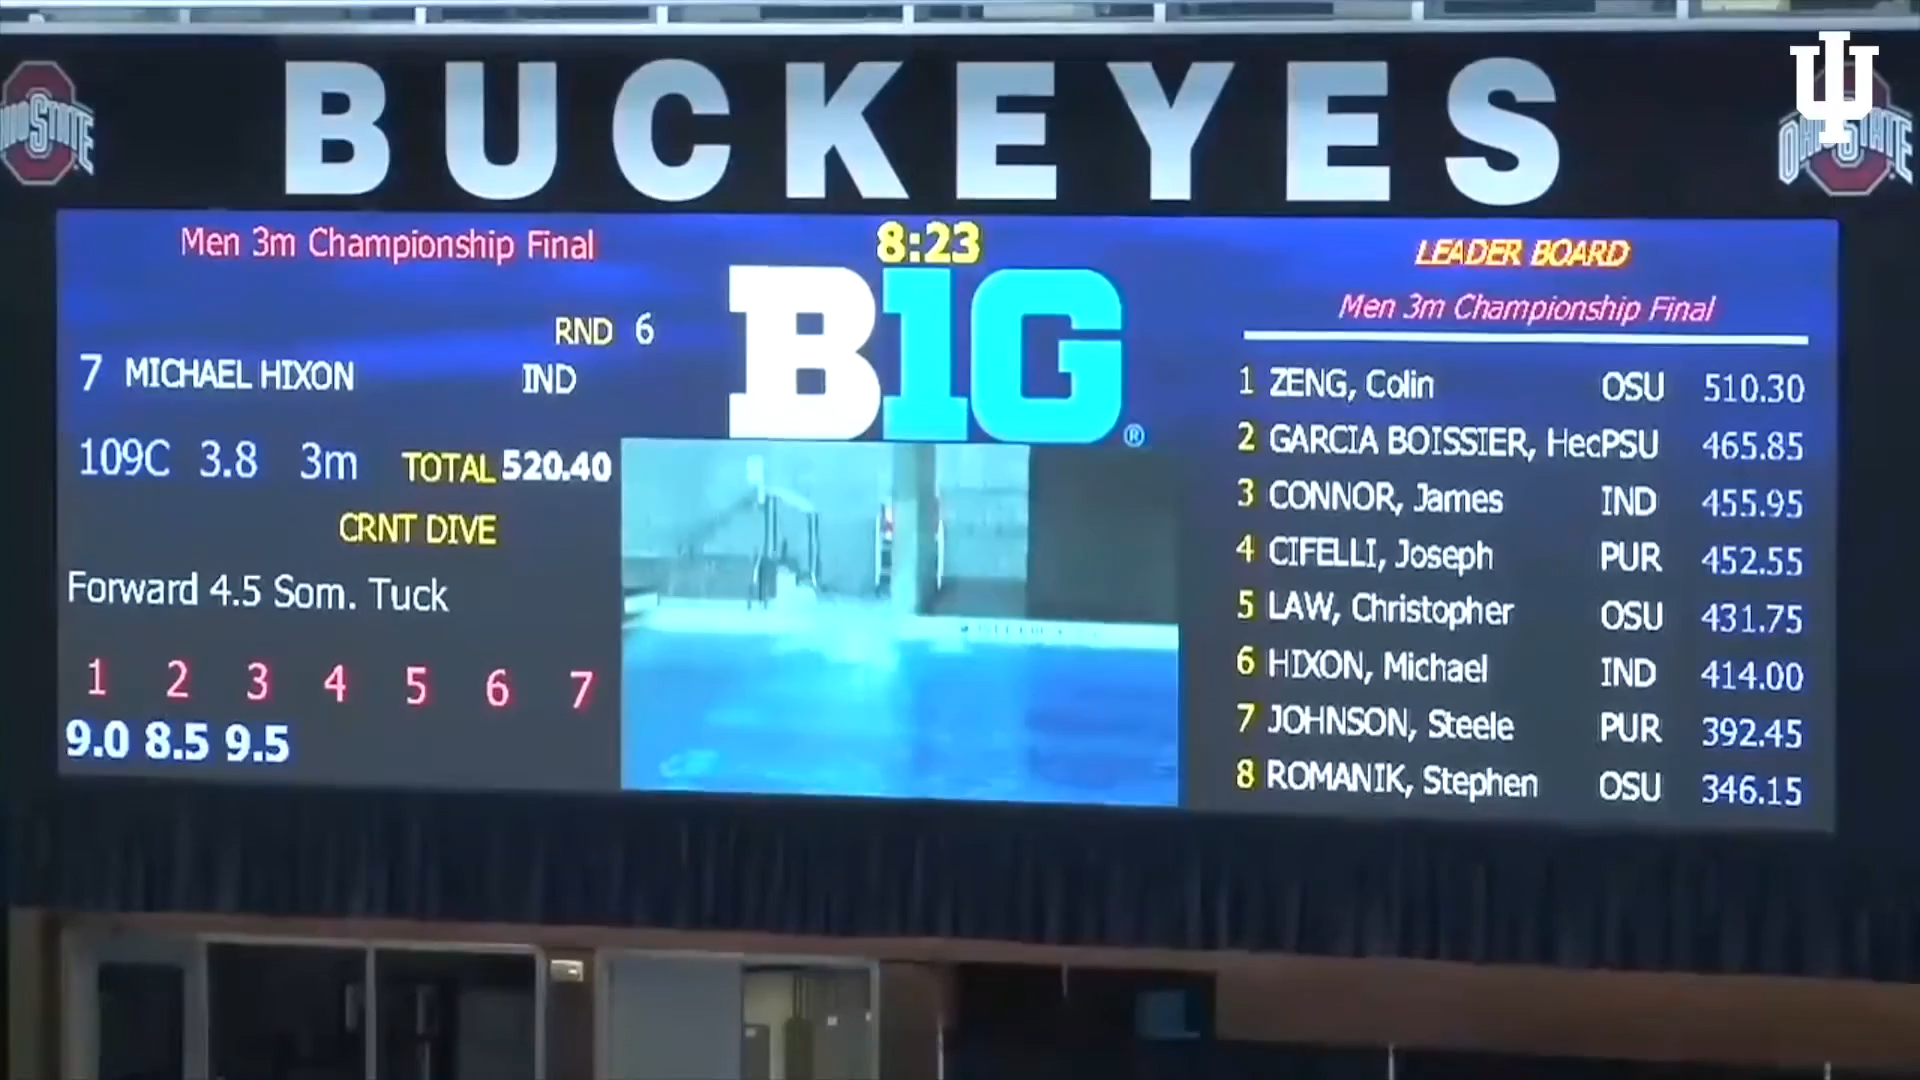 BUCKEYES
OHIO STATE
OHIO STATE
IU
Men 3m Championship Final
8:23
RND 6
7 MICHAEL HIXON IND
109C 3.8 3m TOTAL 520.40
CRNT DIVE
Forward 4.5 Som. Tuck
1 2 3 4 5 6 7
9.0 8.5 9.5
B1G ®
LEADER BOARD
Men 3m Championship Final
1 ZENG, Colin OSU 510.30
2 GARCIA BOISSIER, HecPSU 465.85
3 CONNOR, James IND 455.95
4 CIFELLI, Joseph PUR 452.55
5 LAW, Christopher OSU 431.75
6 HIXON, Michael IND 414.00
7 JOHNSON, Steele PUR 392.45
8 ROMANIK, Stephen OSU 346.15